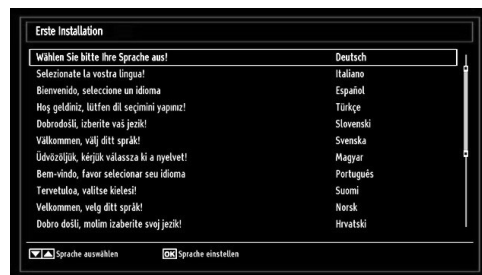 Erste Installation
Wählen Sie bitte Ihre Sprache aus! Deutsch
Selezionate la vostra lingua! Italiano
Bienvenido, seleccione un idioma Español
Hoş geldiniz, lütfen dil seçimini yapınız! Türkçe
Dobrodošli, izberite vaš jezik! Slovenski
Välkommen, välj ditt språk! Svenska
Üdvözöljük, kérjük válassza ki a nyelvet! Magyar
Bem-vindo, favor selecionar seu idioma Português
Tervetuloa, valitse kielesi! Suomi
Velkommen, velg ditt språk! Norsk
Dobro došli, molim izaberite svoj jezik! Hrvatski
Sprache auswählen OK Sprache einstellen